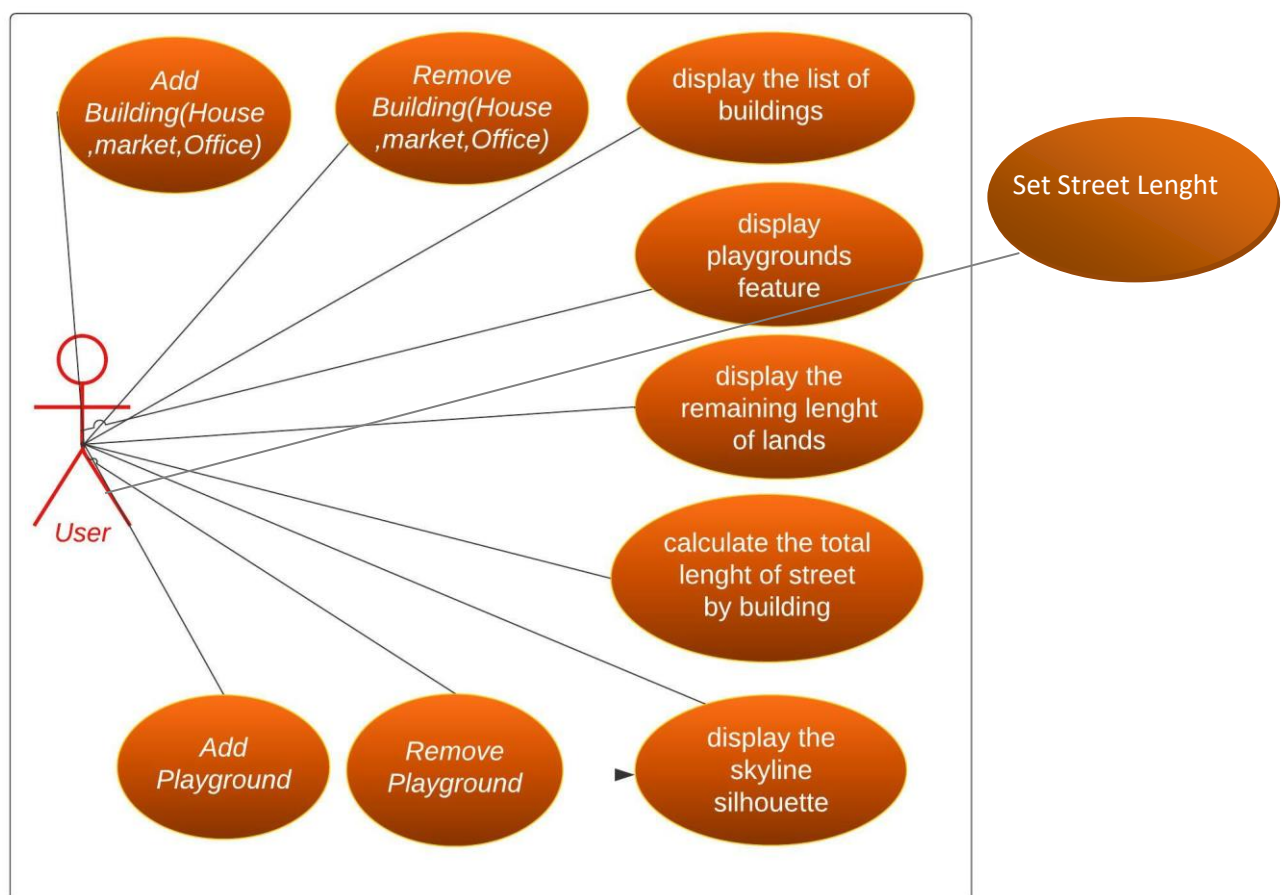 Add
Building(House
,market,Office)
Remove
Building(House
,market,Office)
display the list of
buildings
Set Street Lenght
display
playgrounds
feature
display the
remaining lenght
of lands
User
calculate the total
lenght of street
by building
Add
Playground
Remove
Playground
display the
skyline
silhouette